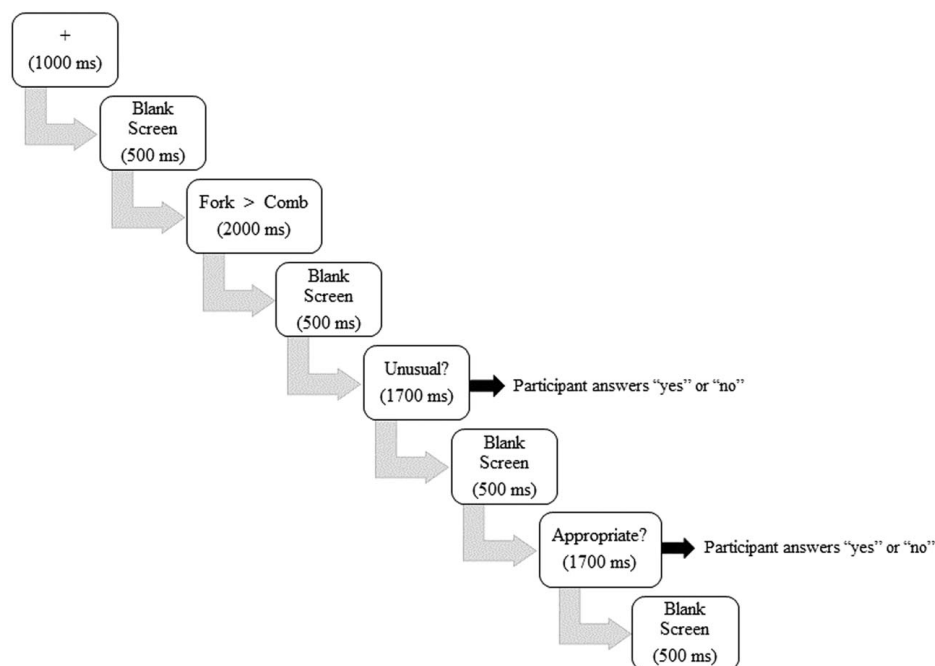 +
(1000 ms)
Blank
Screen
(500 ms)
Fork > Comb
(2000 ms)
Blank
Screen
(500 ms)
Unusual?
(1700 ms)
Participant answers “yes” or “no”
Blank
Screen
(500 ms)
Appropriate?
(1700 ms)
Participant answers “yes” or “no”
Blank
Screen
(500 ms)